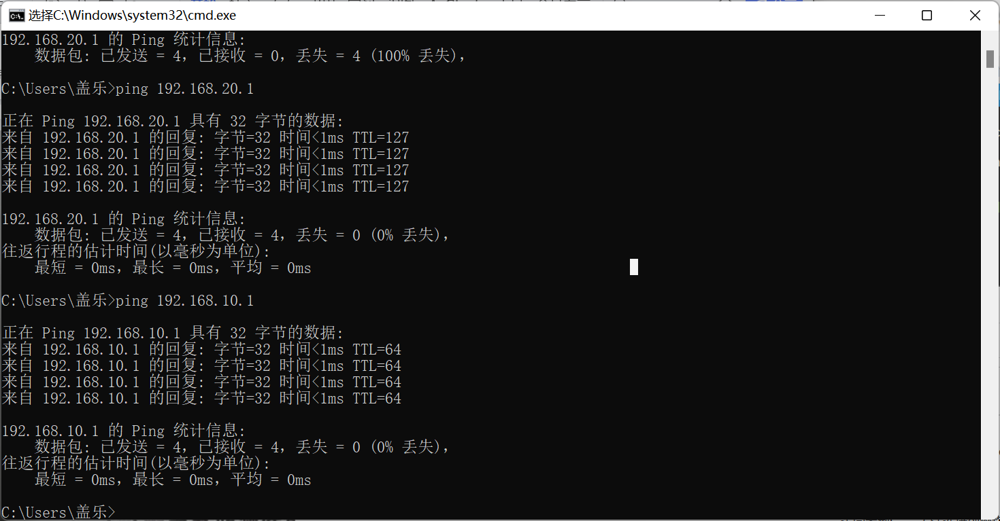 选择C:\Windows\system32\cmd.exe
192.168.20.1 的 Ping 统计信息:
    数据包: 已发送 = 4，已接收 = 0，丢失 = 4 (100% 丢失)，
C:\Users\盖乐>ping 192.168.20.1
正在 Ping 192.168.20.1 具有 32 字节的数据:
来自 192.168.20.1 的回复: 字节=32 时间<1ms TTL=127
来自 192.168.20.1 的回复: 字节=32 时间<1ms TTL=127
来自 192.168.20.1 的回复: 字节=32 时间<1ms TTL=127
来自 192.168.20.1 的回复: 字节=32 时间<1ms TTL=127
192.168.20.1 的 Ping 统计信息:
    数据包: 已发送 = 4，已接收 = 4，丢失 = 0 (0% 丢失)，
往返行程的估计时间(以毫秒为单位):
    最短 = 0ms，最长 = 0ms，平均 = 0ms
C:\Users\盖乐>ping 192.168.10.1
正在 Ping 192.168.10.1 具有 32 字节的数据:
来自 192.168.10.1 的回复: 字节=32 时间<1ms TTL=64
来自 192.168.10.1 的回复: 字节=32 时间<1ms TTL=64
来自 192.168.10.1 的回复: 字节=32 时间<1ms TTL=64
来自 192.168.10.1 的回复: 字节=32 时间<1ms TTL=64
192.168.10.1 的 Ping 统计信息:
    数据包: 已发送 = 4，已接收 = 4，丢失 = 0 (0% 丢失)，
往返行程的估计时间(以毫秒为单位):
    最短 = 0ms，最长 = 0ms，平均 = 0ms
C:\Users\盖乐>